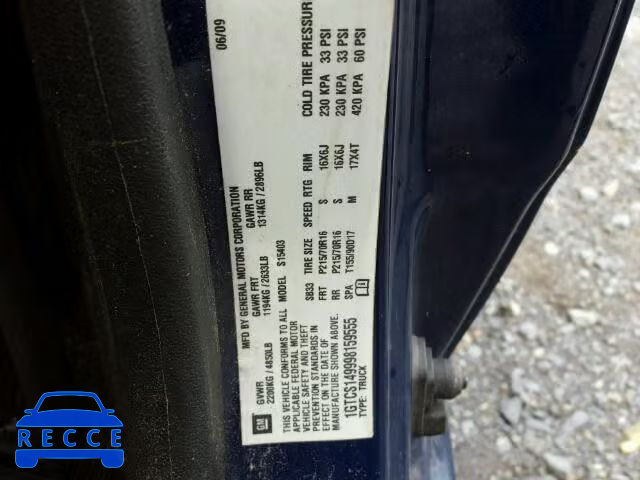 MFD BY GENERAL MOTORS CORPORATION 06/09
GVWR GAWR FRT GAWR RR
2200KG / 4850LB 1194KG / 2633LB 1314KG / 2896LB
THIS VEHICLE CONFORMS TO ALL
APPLICABLE FEDERAL MOTOR
VEHICLE SAFETY AND THEFT
PREVENTION STANDARDS IN
EFFECT ON THE DATE OF
MANUFACTURE SHOWN ABOVE.
1GTCS149998159555
TYPE: TRUCK
MODEL S15403
SB33 TIRE SIZE SPEED RTG RIM COLD TIRE PRESSUR
FRT P215/70R16 S 16X6J 230 KPA 33 PSI
RR P215/70R16 S 16X6J 230 KPA 33 PSI
SPA T155/90D17 M 17X4T 420 KPA 60 PSI
GM
RECCE